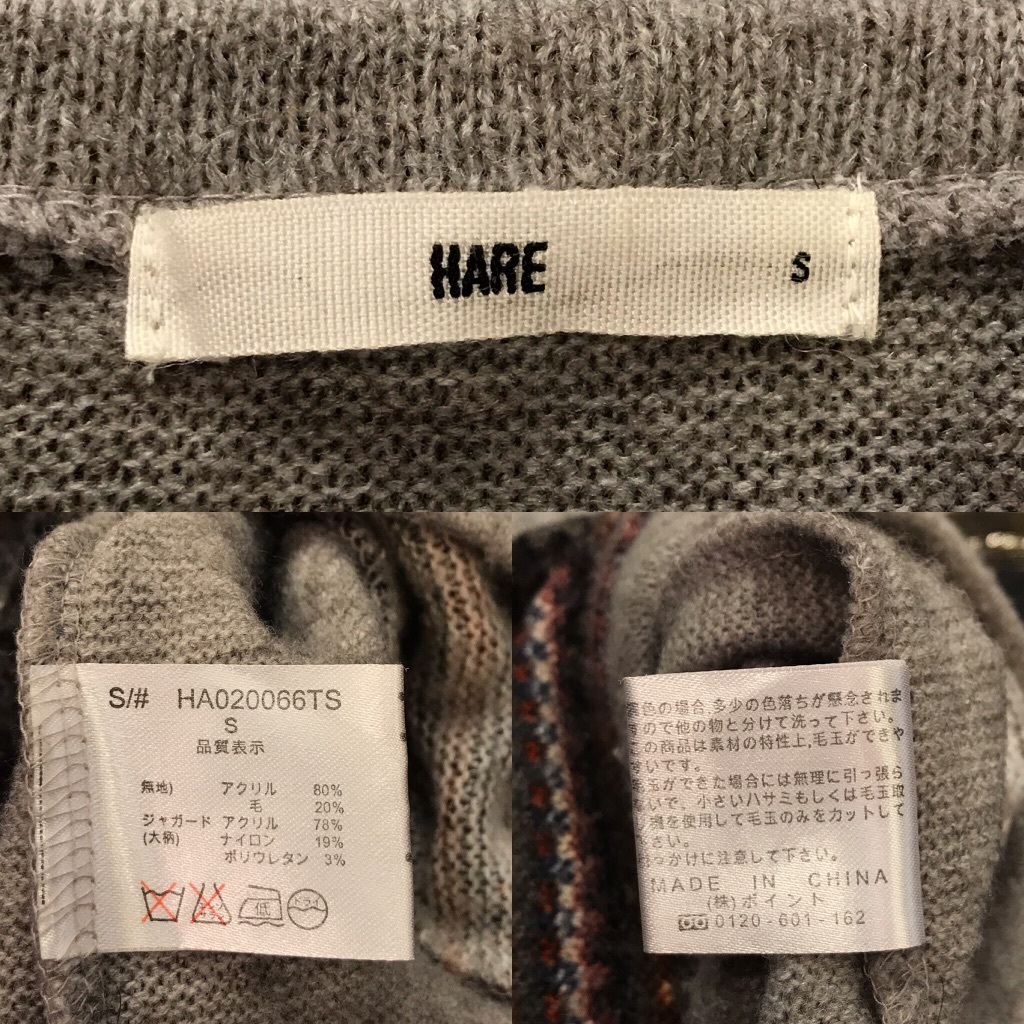 HARE S
S/# HA020066TS
S
品質表示
無地) アクリル 80%
毛 20%
ジャガード アクリル 78%
(大柄) ナイロン 19%
ポリウレタン 3%
低 ドライ
色の場合,多少の色落ちが懸念されま
ので他の物と分けて洗って下さい。
この商品は素材の特性上,毛玉ができや
いです。
玉ができた場合には無理に引っ張ら
いで、小さいハサミもしくは毛玉取
機を使用して毛玉のみをカットして
さい。
っかけに注意して下さい。
MADE IN CHINA
(株)ポイント
0120-601-162